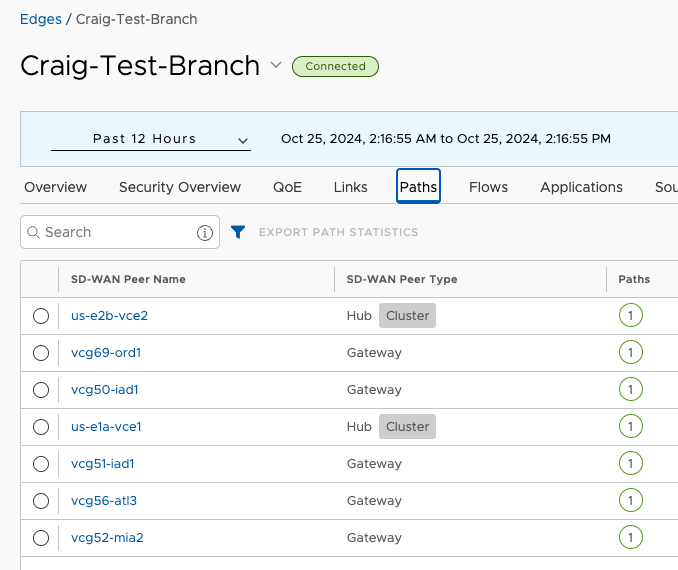 Edges / Craig-Test-Branch
Craig-Test-Branch Connected
Past 12 Hours Oct 25, 2024, 2:16:55 AM to Oct 25, 2024, 2:16:55 PM
Overview Security Overview QoE Links Paths Flows Applications Sou
Search EXPORT PATH STATISTICS
SD-WAN Peer Name SD-WAN Peer Type Paths
us-e2b-vce2 Hub Cluster 1
vcg69-ord1 Gateway 1
vcg50-iad1 Gateway 1
us-e1a-vce1 Hub Cluster 1
vcg51-iad1 Gateway 1
vcg56-atl3 Gateway 1
vcg52-mia2 Gateway 1